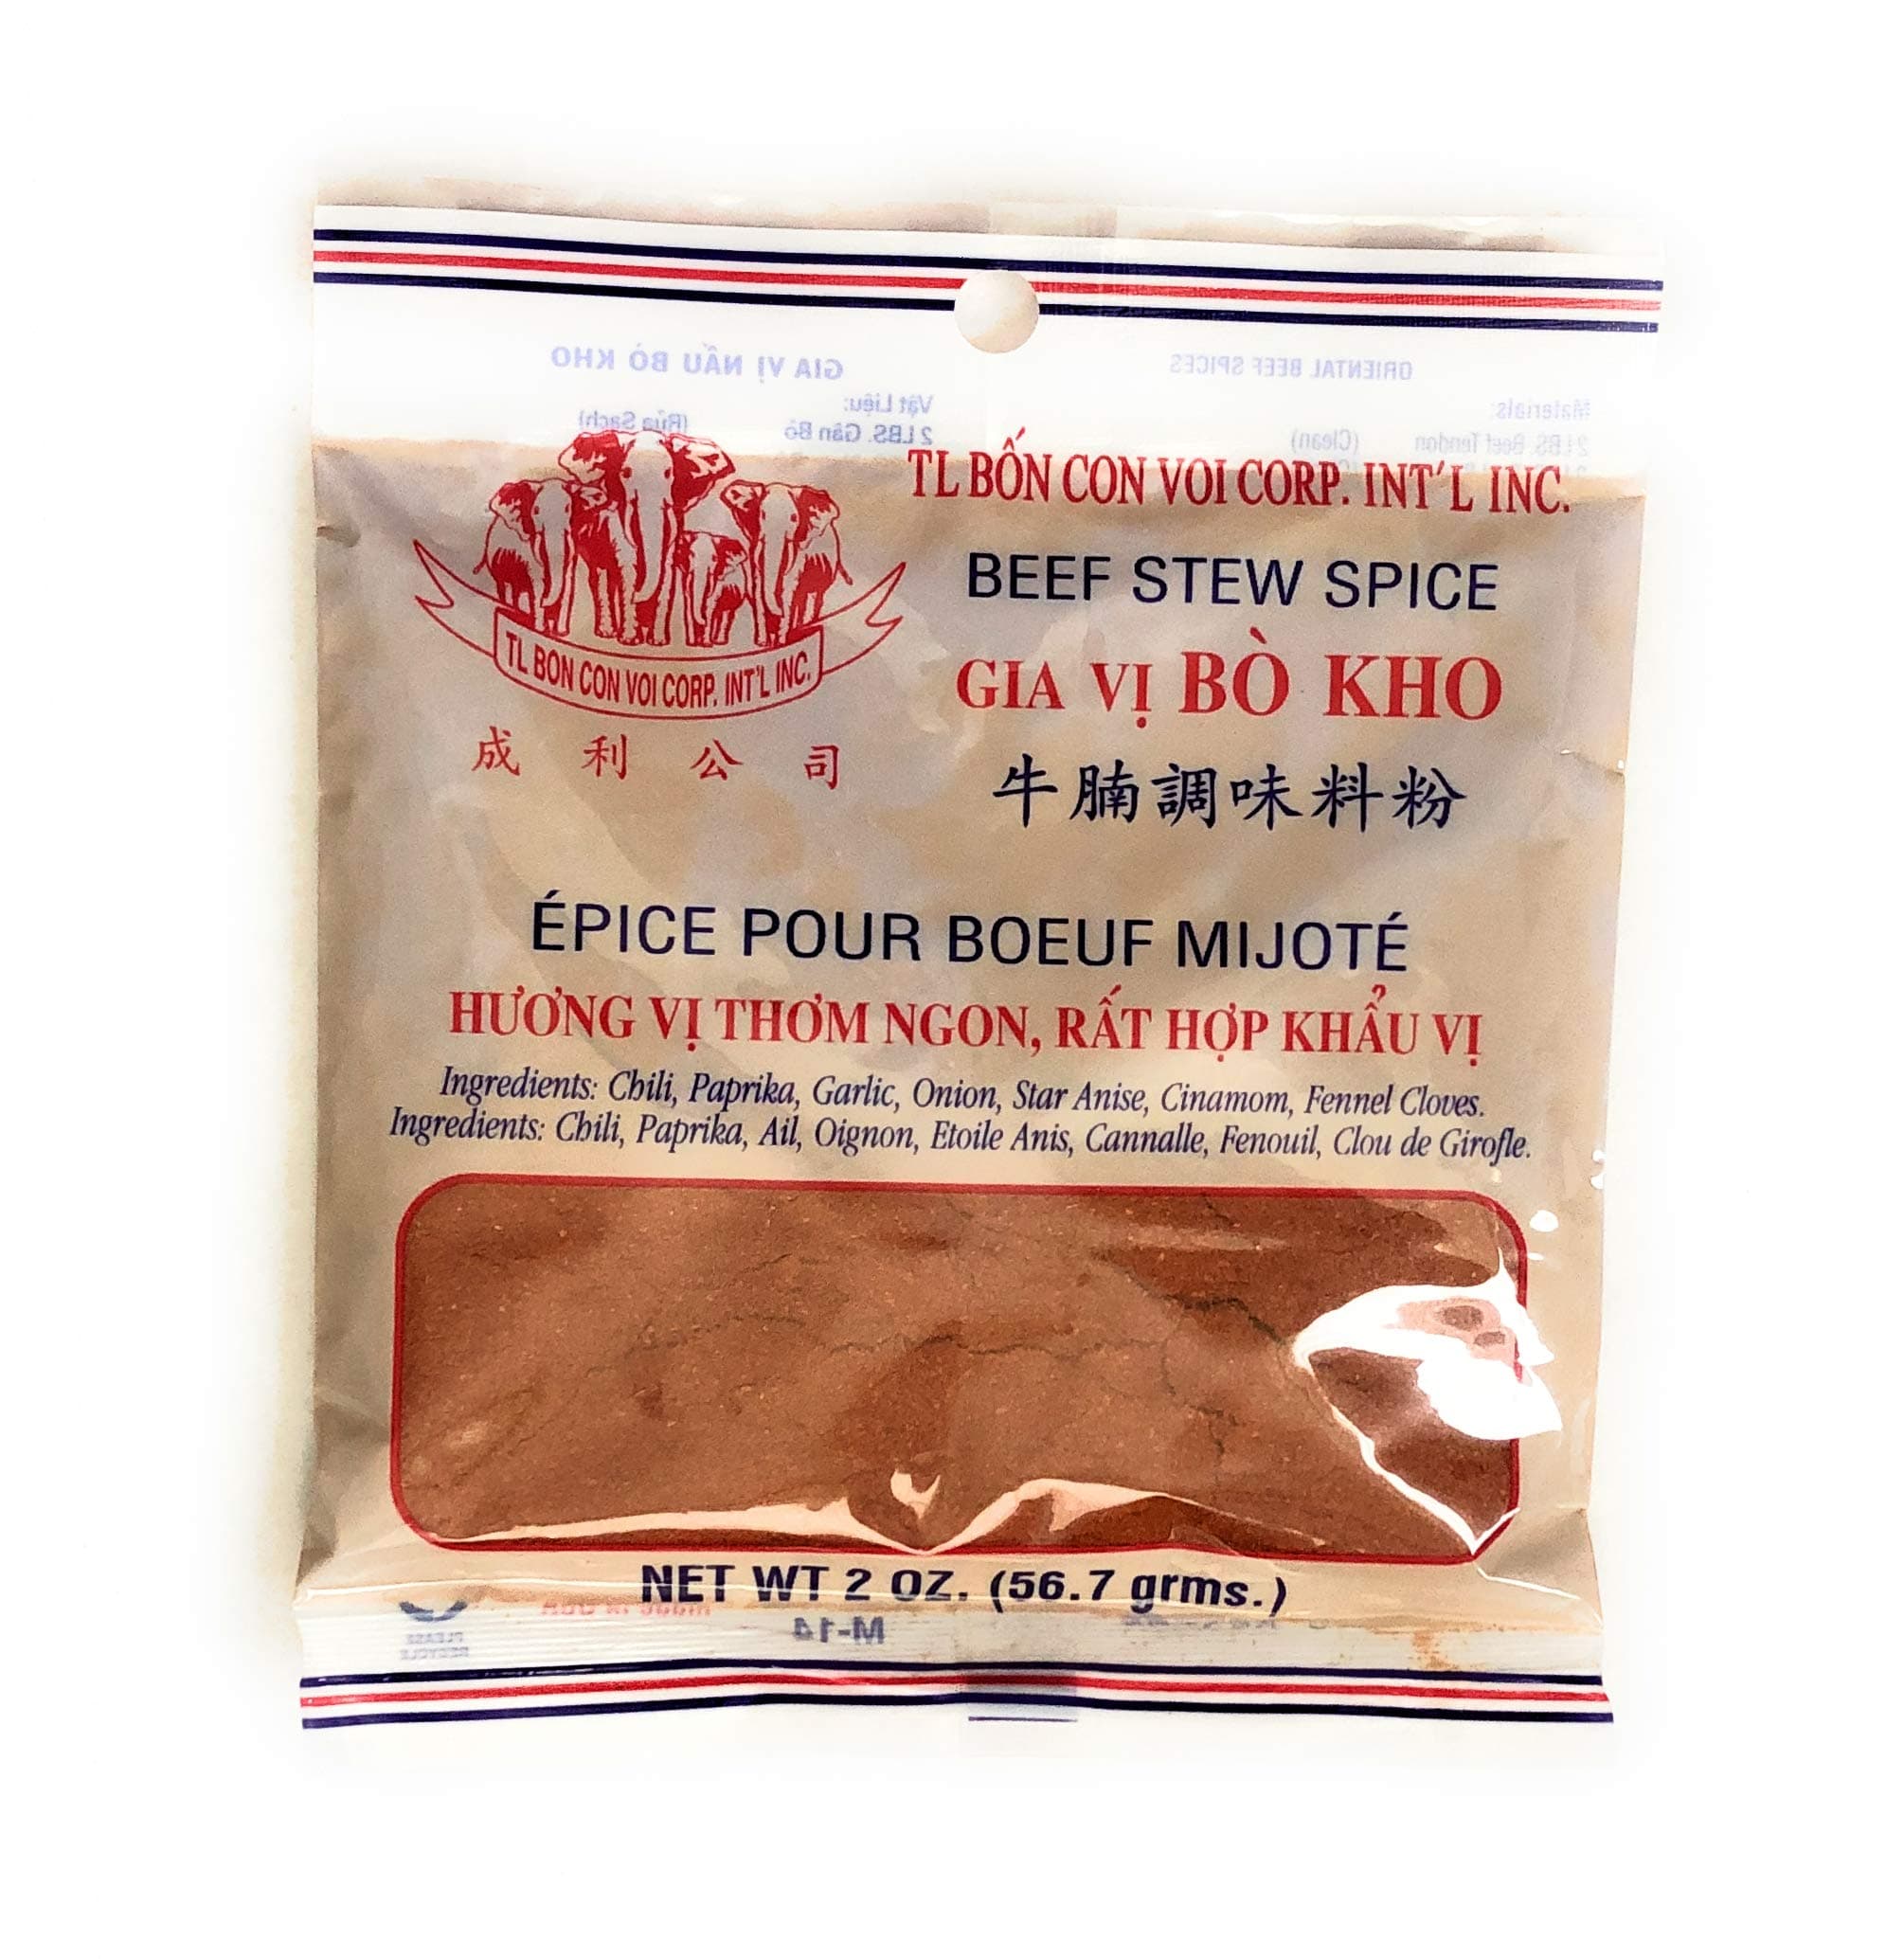 GIA VỊ NẤU BÒ KHO
ORIENTAL BEEF SPICES
Vật Liệu:
Materials:
2 LBS. Gân Bò (Rửa Sạch)
2 LBS. Beef Tendon (Clean)
TL BỐN CON VOI CORP. INT'L INC.
BEEF STEW SPICE
GIA VỊ BÒ KHO
牛腩調味料粉
TL BON CON VOI CORP. INT'L INC.
成利公司
ÉPICE POUR BOEUF MIJOTÉ
HƯƠNG VỊ THƠM NGON, RẤT HỢP KHẨU VỊ
Ingredients: Chili, Paprika, Garlic, Onion, Star Anise, Cinamom, Fennel Cloves.
Ingredients: Chili, Paprika, Ail, Oignon, Etoile Anis, Cannalle, Fenouil, Clou de Girofle.
NET WT 2 OZ. (56.7 grms.)
M-14
PLEASE
RECYCLE